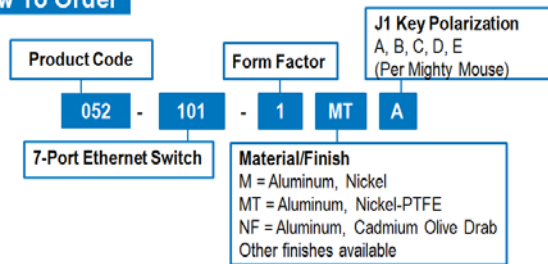 To Order
J1 Key Polarization
A, B, C, D, E
(Per Mighty Mouse)
Product Code
Form Factor
052 - 101 - 1 MT A
7-Port Ethernet Switch
Material/Finish
M = Aluminum, Nickel
MT = Aluminum, Nickel-PTFE
NF = Aluminum, Cadmium Olive Drab
Other finishes available